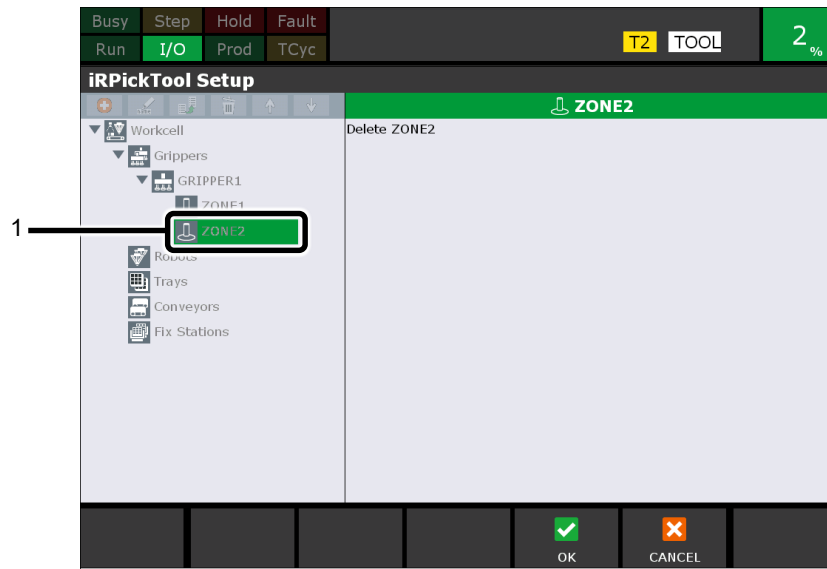 Busy Step Hold Fault
Run I/O Prod TCyc
T2 TOOL
2%
iRPickTool Setup
ZONE2
Workcell
Delete ZONE2
Grippers
GRIPPER1
ZONE1
1
ZONE2
Robots
Trays
Conveyors
Fix Stations
OK CANCEL